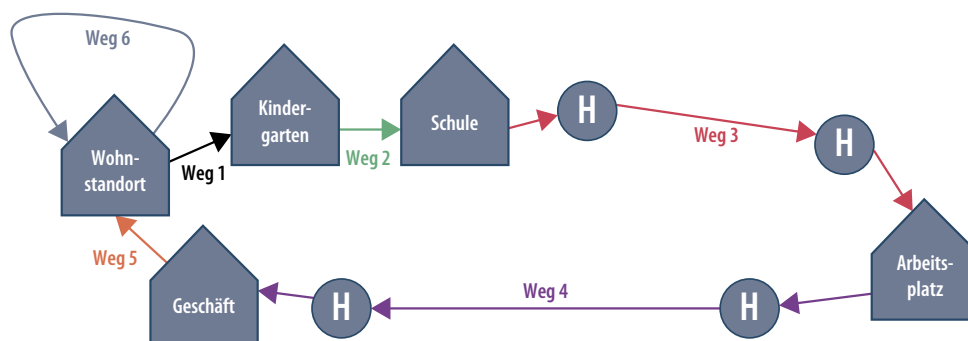 Weg 6
Kinder-
garten
Schule
H
Weg 3
H
Wohn-
standort
Weg 1
Weg 2
Weg 5
Geschäft
H
Weg 4
H
Arbeits-
platz